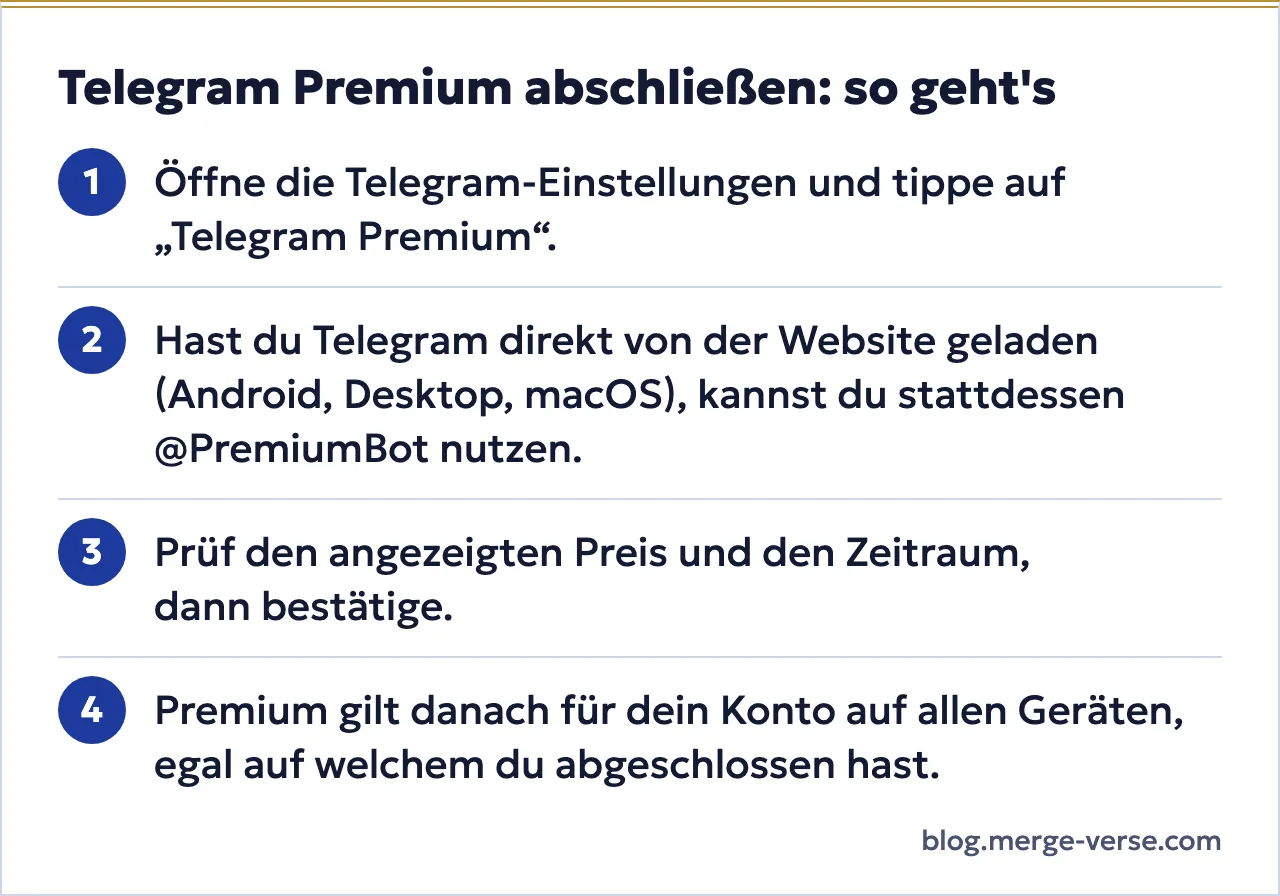 Telegram Premium abschließen: so geht's
1
Öffne die Telegram-Einstellungen und tippe auf
„Telegram Premium“.
2
Hast du Telegram direkt von der Website geladen
(Android, Desktop, macOS), kannst du stattdessen
@PremiumBot nutzen.
3
Prüf den angezeigten Preis und den Zeitraum,
dann bestätige.
4
Premium gilt danach für dein Konto auf allen Geräten,
egal auf welchem du abgeschlossen hast.
blog.merge-verse.com